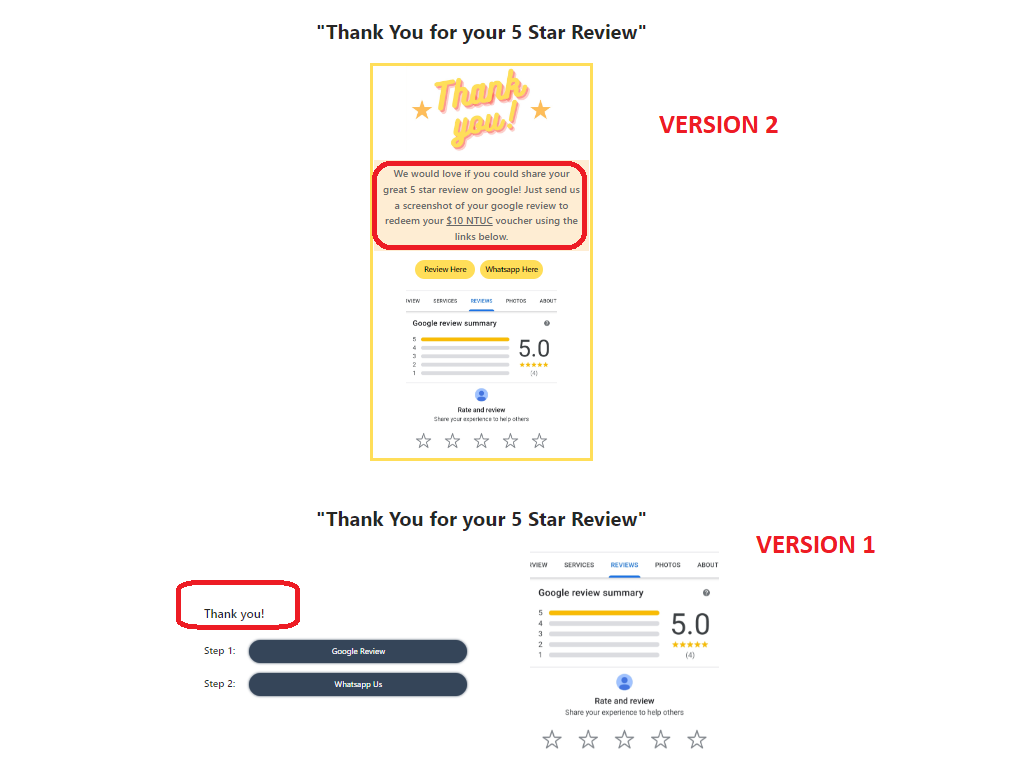 "Thank You for your 5 Star Review"
Thank
you!
VERSION 2
We would love if you could share your
great 5 star review on google! Just send us
a screenshot of your google review to
redeem your $10 NTUC voucher using the
links below.
Review Here
Whatsapp Here
IVIEW SERVICES REVIEWS PHOTOS ABOUT
Google review summary
5
4
3
2
1
5.0
(4)
Rate and review
Share your experience to help others
"Thank You for your 5 Star Review"
VERSION 1
Thank you!
Step 1: Google Review
Step 2: Whatsapp Us
IVIEW SERVICES REVIEWS PHOTOS ABOUT
Google review summary
5
4
3
2
1
5.0
(4)
Rate and review
Share your experience to help others